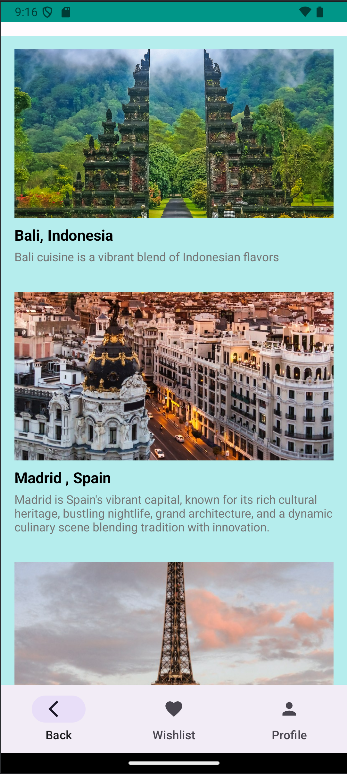 9:16
Bali, Indonesia
Bali cuisine is a vibrant blend of Indonesian flavors
Madrid , Spain
Madrid is Spain's vibrant capital, known for its rich cultural
heritage, bustling nightlife, grand architecture, and a dynamic
culinary scene blending tradition with innovation.
Back
Wishlist
Profile